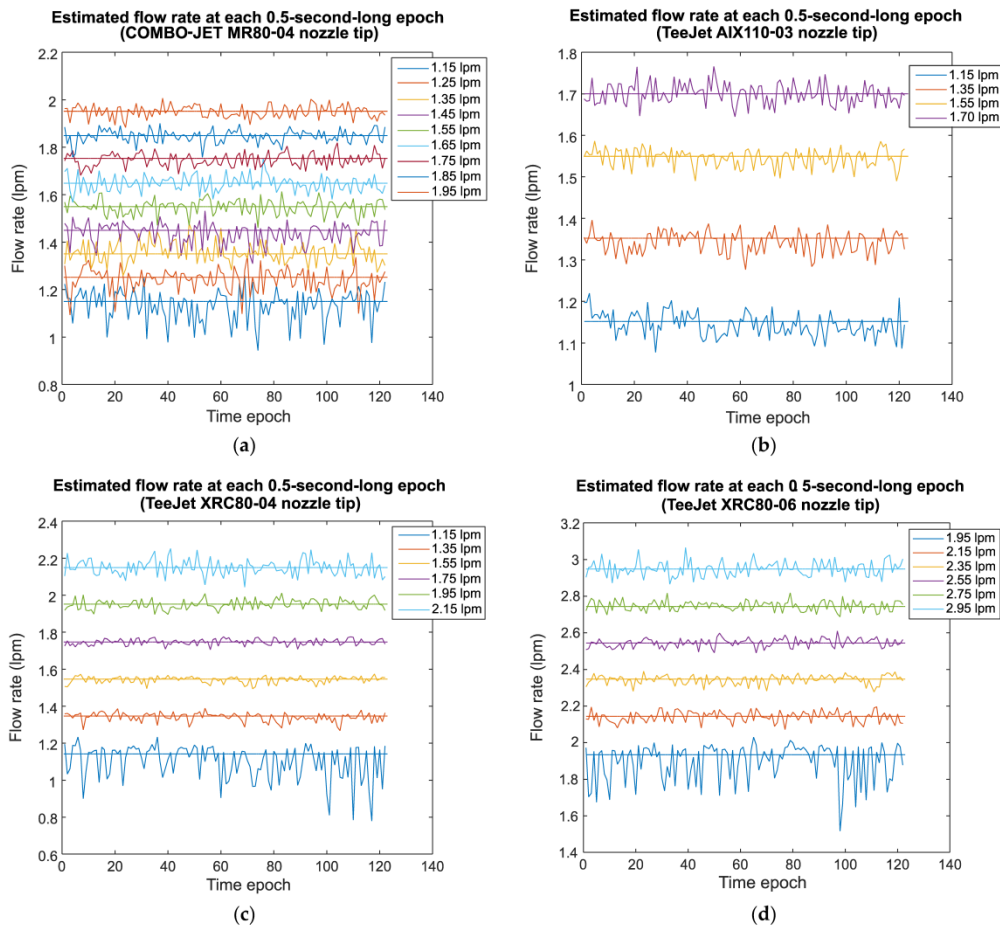 Estimated flow rate at each 0.5-second-long epoch
(COMBO-JET MR80-04 nozzle tip)
2.2
2
1.8
1.6
1.4
1.2
1
0.8
Flow rate (lpm)
0 20 40 60 80 100 120 140
Time epoch
1.15 lpm
1.25 lpm
1.35 lpm
1.45 lpm
1.55 lpm
1.65 lpm
1.75 lpm
1.85 lpm
1.95 lpm
(a)
Estimated flow rate at each 0.5-second-long epoch
(TeeJet AIX110-03 nozzle tip)
1.8
1.7
1.6
1.5
1.4
1.3
1.2
1.1
1
Flow rate (lpm)
0 20 40 60 80 100 120 140
Time epoch
1.15 lpm
1.35 lpm
1.55 lpm
1.70 lpm
(b)
Estimated flow rate at each 0.5-second-long epoch
(TeeJet XRC80-04 nozzle tip)
2.4
2.2
2
1.8
1.6
1.4
1.2
1
0.8
0.6
Flow rate (lpm)
0 20 40 60 80 100 120 140
Time epoch
1.15 lpm
1.35 lpm
1.55 lpm
1.75 lpm
1.95 lpm
2.15 lpm
(c)
Estimated flow rate at each 0 5-second-long epoch
(TeeJet XRC80-06 nozzle tip)
3.2
3
2.8
2.6
2.4
2.2
2
1.8
1.6
1.4
Flow rate (lpm)
0 20 40 60 80 100 120 140
Time epoch
1.95 lpm
2.15 lpm
2.35 lpm
2.55 lpm
2.75 lpm
2.95 lpm
(d)